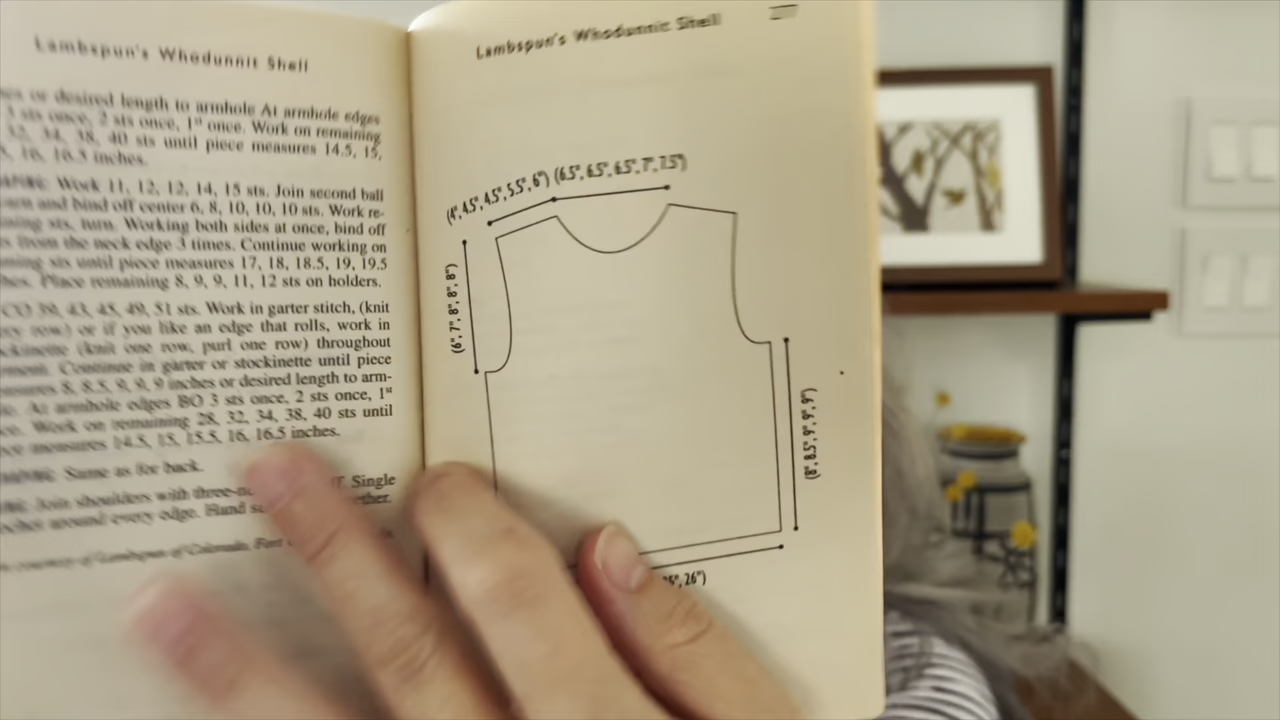 Lambspun's Whodunnit Shell
or desired length to armhole At armhole edges
3 sts once, 2 sts once, 1st once. Work on remaining
32, 34, 38, 40 sts until piece measures 14.5, 15,
16, 16.5 inches.
Work 11, 12, 12, 14, 15 sts. Join second ball
and bind off center 6, 8, 10, 10, 10 sts. Work re-
sts, turn. Working both sides at once, bind off
from the neck edge 3 times. Continue working on
sts until piece measures 17, 18, 18.5, 19, 19.5
Place remaining 8, 9, 9, 11, 12 sts on holders.
CO 39, 43, 45, 49, 51 sts. Work in garter stitch, (knit
row) or if you like an edge that rolls, work in
(knit one row, purl one row) throughout
Continue in garter or stockinette until piece
8, 8.5, 9, 9, 9 inches or desired length to arm-
At armhole edges BO 3 sts once, 2 sts once, 1st
Work on remaining 28, 32, 34, 38, 40 sts until
measures 14.5, 15, 15.5, 16, 16.5 inches.
Same as for back.
Join shoulders with Single
around every edge. Hand
courtesy of Lambspun of Colorado,
Lambspun's Whodunnit Shell
(4", 4.5", 4.5", 5.5", 6") (6.5", 6.5", 6.5", 7", 7.5")
(6", 7", 8", 8", 8")
(8", 8.5", 9", 9", 9")
26")